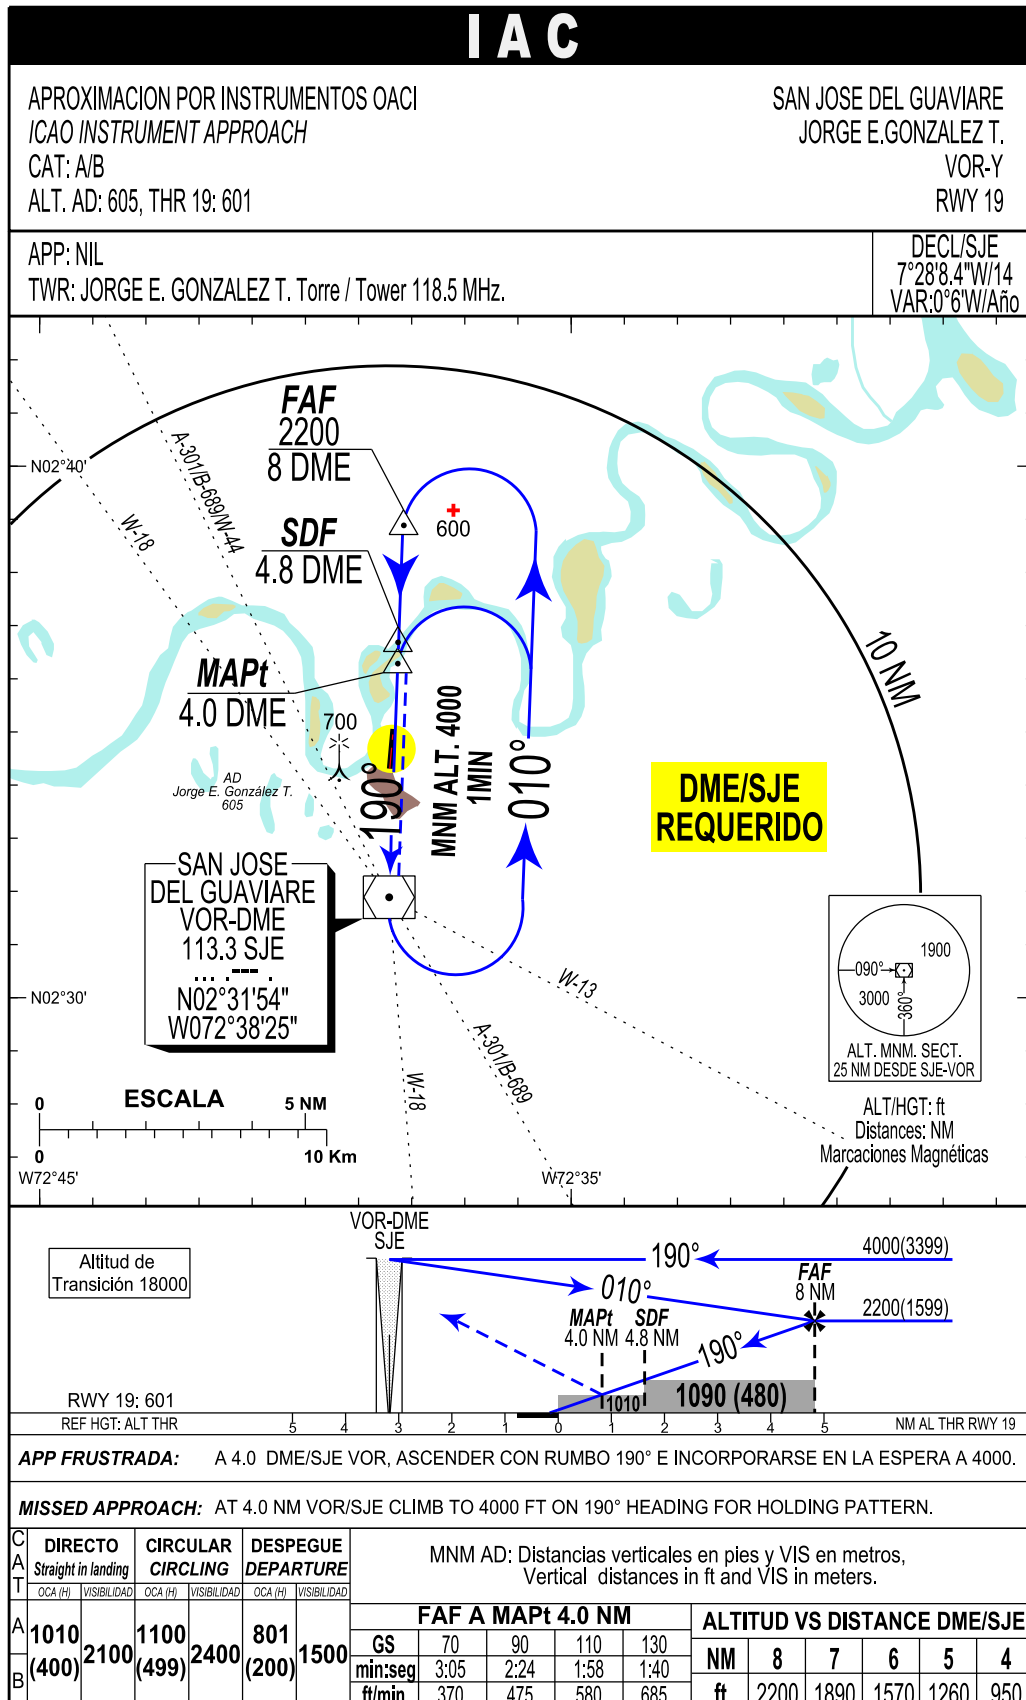 IAC
APROXIMACION POR INSTRUMENTOS OACI
ICAO INSTRUMENT APPROACH
CAT: A/B
ALT. AD: 605, THR 19: 601
SAN JOSE DEL GUAVIARE
JORGE E.GONZALEZ T.
VOR-Y
RWY 19
APP: NIL
TWR: JORGE E. GONZALEZ T. Torre / Tower 118.5 MHz.
DECL/SJE
7°28'8.4"W/14
VAR:0°6'W/Año
FAF
2200
8 DME
N02°40'
A-301/B-689/W-44
W-18
600
SDF
4.8 DME
10 NM
MAPt
4.0 DME
700
AD
Jorge E. González T.
605
190°
MNM ALT. 4000
1MIN
010°
DME/SJE
REQUERIDO
SAN JOSE
DEL GUAVIARE
VOR-DME
113.3 SJE
... .--- .
N02°31'54"
W072°38'25"
N02°30'
W-13
A-301/B-689
W-18
1900
090°
3000
360°
ALT. MNM. SECT.
25 NM DESDE SJE-VOR
ESCALA
0 5 NM
0 10 Km
ALT/HGT: ft
Distances: NM
Marcaciones Magnéticas
W72°45'
W72°35'
VOR-DME
SJE
Altitud de
Transición 18000
190°
4000(3399)
010°
FAF
8 NM
2200(1599)
MAPt
4.0 NM
SDF
4.8 NM
190°
1010
1090 (480)
RWY 19: 601
REF HGT: ALT THR
5 4 3 2 1 0 1 2 3 4 5
NM AL THR RWY 19
APP FRUSTRADA: A 4.0 DME/SJE VOR, ASCENDER CON RUMBO 190° E INCORPORARSE EN LA ESPERA A 4000.
MISSED APPROACH: AT 4.0 NM VOR/SJE CLIMB TO 4000 FT ON 190° HEADING FOR HOLDING PATTERN.
CAT
DIRECTO
Straight in landing
CIRCULAR
CIRCLING
DESPEGUE
DEPARTURE
OCA (H) VISIBILIDAD OCA (H) VISIBILIDAD OCA (H) VISIBILIDAD
A
B
1010
(400)
2100
1100
(499)
2400
801
(200)
1500
MNM AD: Distancias verticales en pies y VIS en metros,
Vertical distances in ft and VIS in meters.
FAF A MAPt 4.0 NM
GS 70 90 110 130
min:seg 3:05 2:24 1:58 1:40
ft/min 370 475 580 685
ALTITUD VS DISTANCE DME/SJE
NM 8 7 6 5 4
ft 2200 1890 1570 1260 950